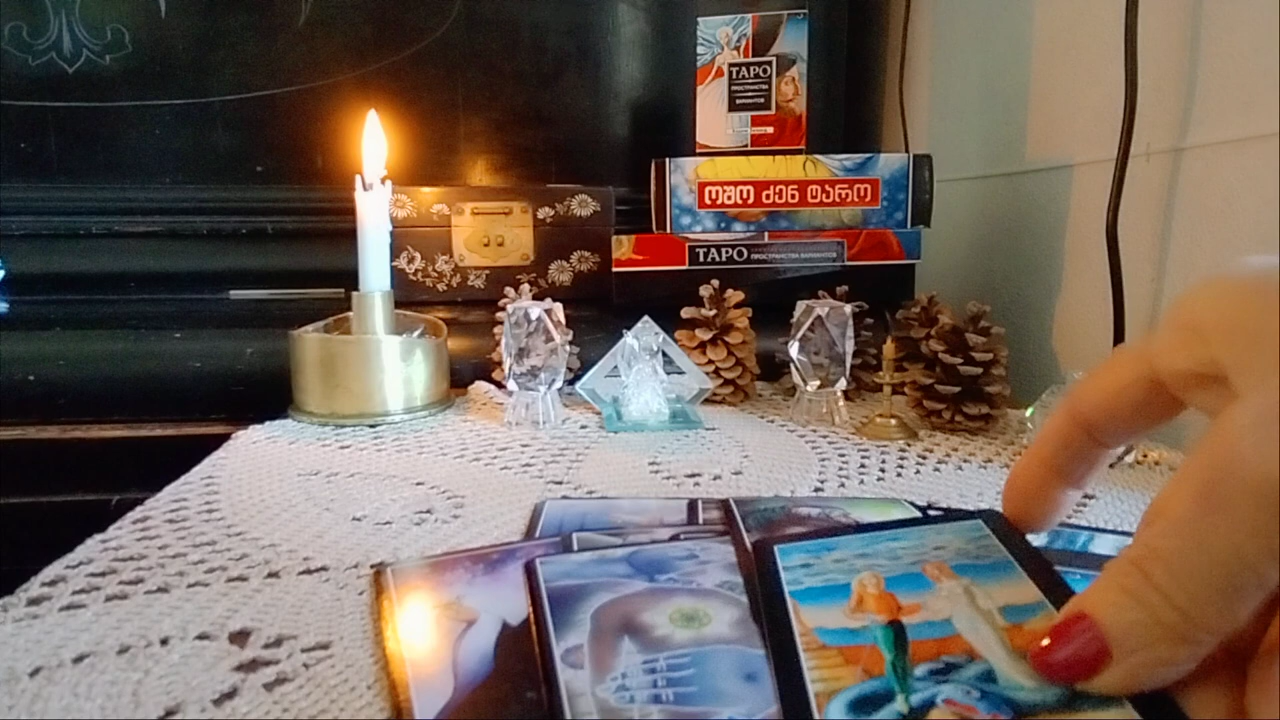 ТАРО
ПРОСТРАНСТВА
ВАРИАНТОВ
ოშო ძენ ტარო
ТАРО
ПРОСТРАНСТВА ВАРИАНТОВ